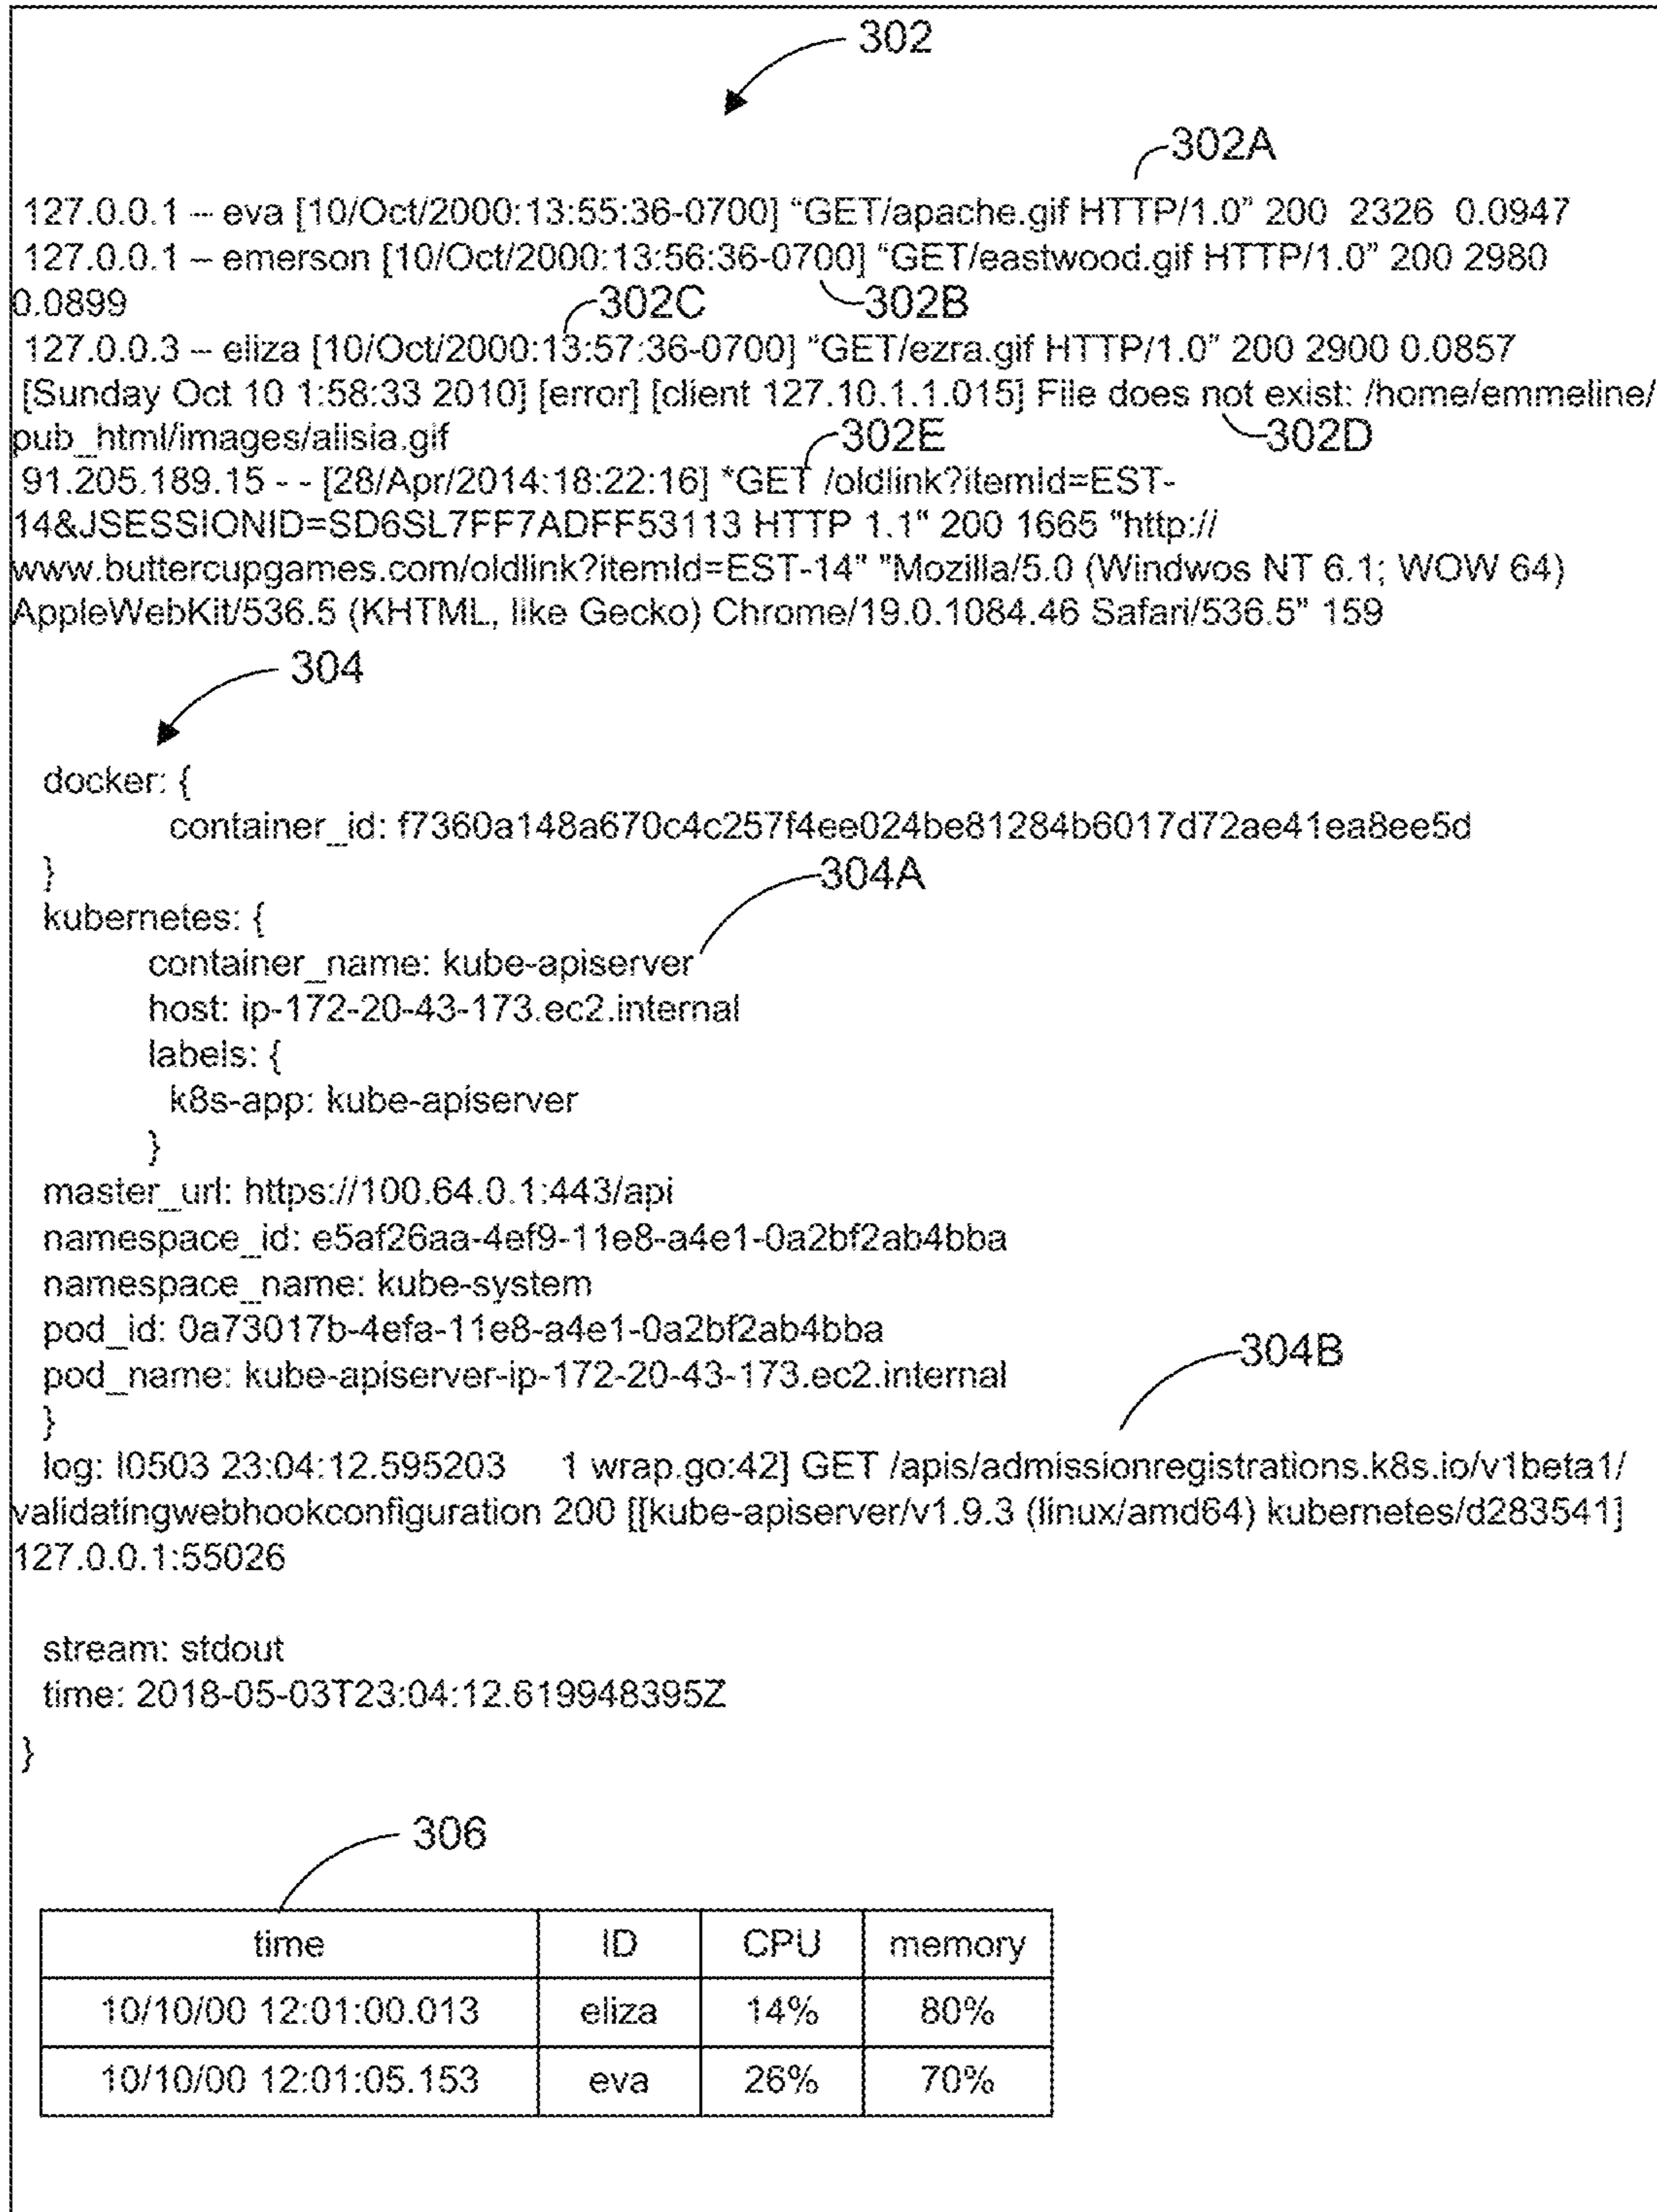 302
302A
127.0.0.1 – eva [10/Oct/2000:13:55:36-0700] “GET/apache.gif HTTP/1.0” 200 2326 0.0947
127.0.0.1 – emerson [10/Oct/2000:13:56:36-0700] “GET/eastwood.gif HTTP/1.0” 200 2980
0.0899
302C 302B
127.0.0.3 – eliza [10/Oct/2000:13:57:36-0700] “GET/ezra.gif HTTP/1.0” 200 2900 0.0857
[Sunday Oct 10 1:58:33 2010] [error] [client 127.10.1.1.015] File does not exist: /home/emmeline/
pub_html/images/alisia.gif
302E 302D
91.205.189.15 - - [28/Apr/2014:18:22:16] *GET /oldlink?itemId=EST-
14&JSESSIONID=SD6SL7FF7ADFF53113 HTTP 1.1" 200 1665 "http://
www.buttercupgames.com/oldlink?itemId=EST-14" "Mozilla/5.0 (Windwos NT 6.1; WOW 64)
AppleWebKit/536.5 (KHTML, like Gecko) Chrome/19.0.1084.46 Safari/536.5" 159
304
docker: {
container_id: f7360a148a670c4c257f4ee024be81284b6017d72ae41ea8ee5d
}
304A
kubernetes: {
container_name: kube-apiserver
host: ip-172-20-43-173.ec2.internal
labels: {
k8s-app: kube-apiserver
}
master_url: https://100.64.0.1:443/api
namespace_id: e5af26aa-4ef9-11e8-a4e1-0a2bf2ab4bba
namespace_name: kube-system
pod_id: 0a73017b-4efa-11e8-a4e1-0a2bf2ab4bba
304B
pod_name: kube-apiserver-ip-172-20-43-173.ec2.internal
}
log: I0503 23:04:12.595203 1 wrap.go:42] GET /apis/admissionregistrations.k8s.io/v1beta1/
validatingwebhookconfiguration 200 [[kube-apiserver/v1.9.3 (linux/amd64) kubernetes/d283541]
127.0.0.1:55026
stream: stdout
time: 2018-05-03T23:04:12.619948395Z
}
306
time ID CPU memory
10/10/00 12:01:00.013 eliza 14% 80%
10/10/00 12:01:05.153 eva 26% 70%